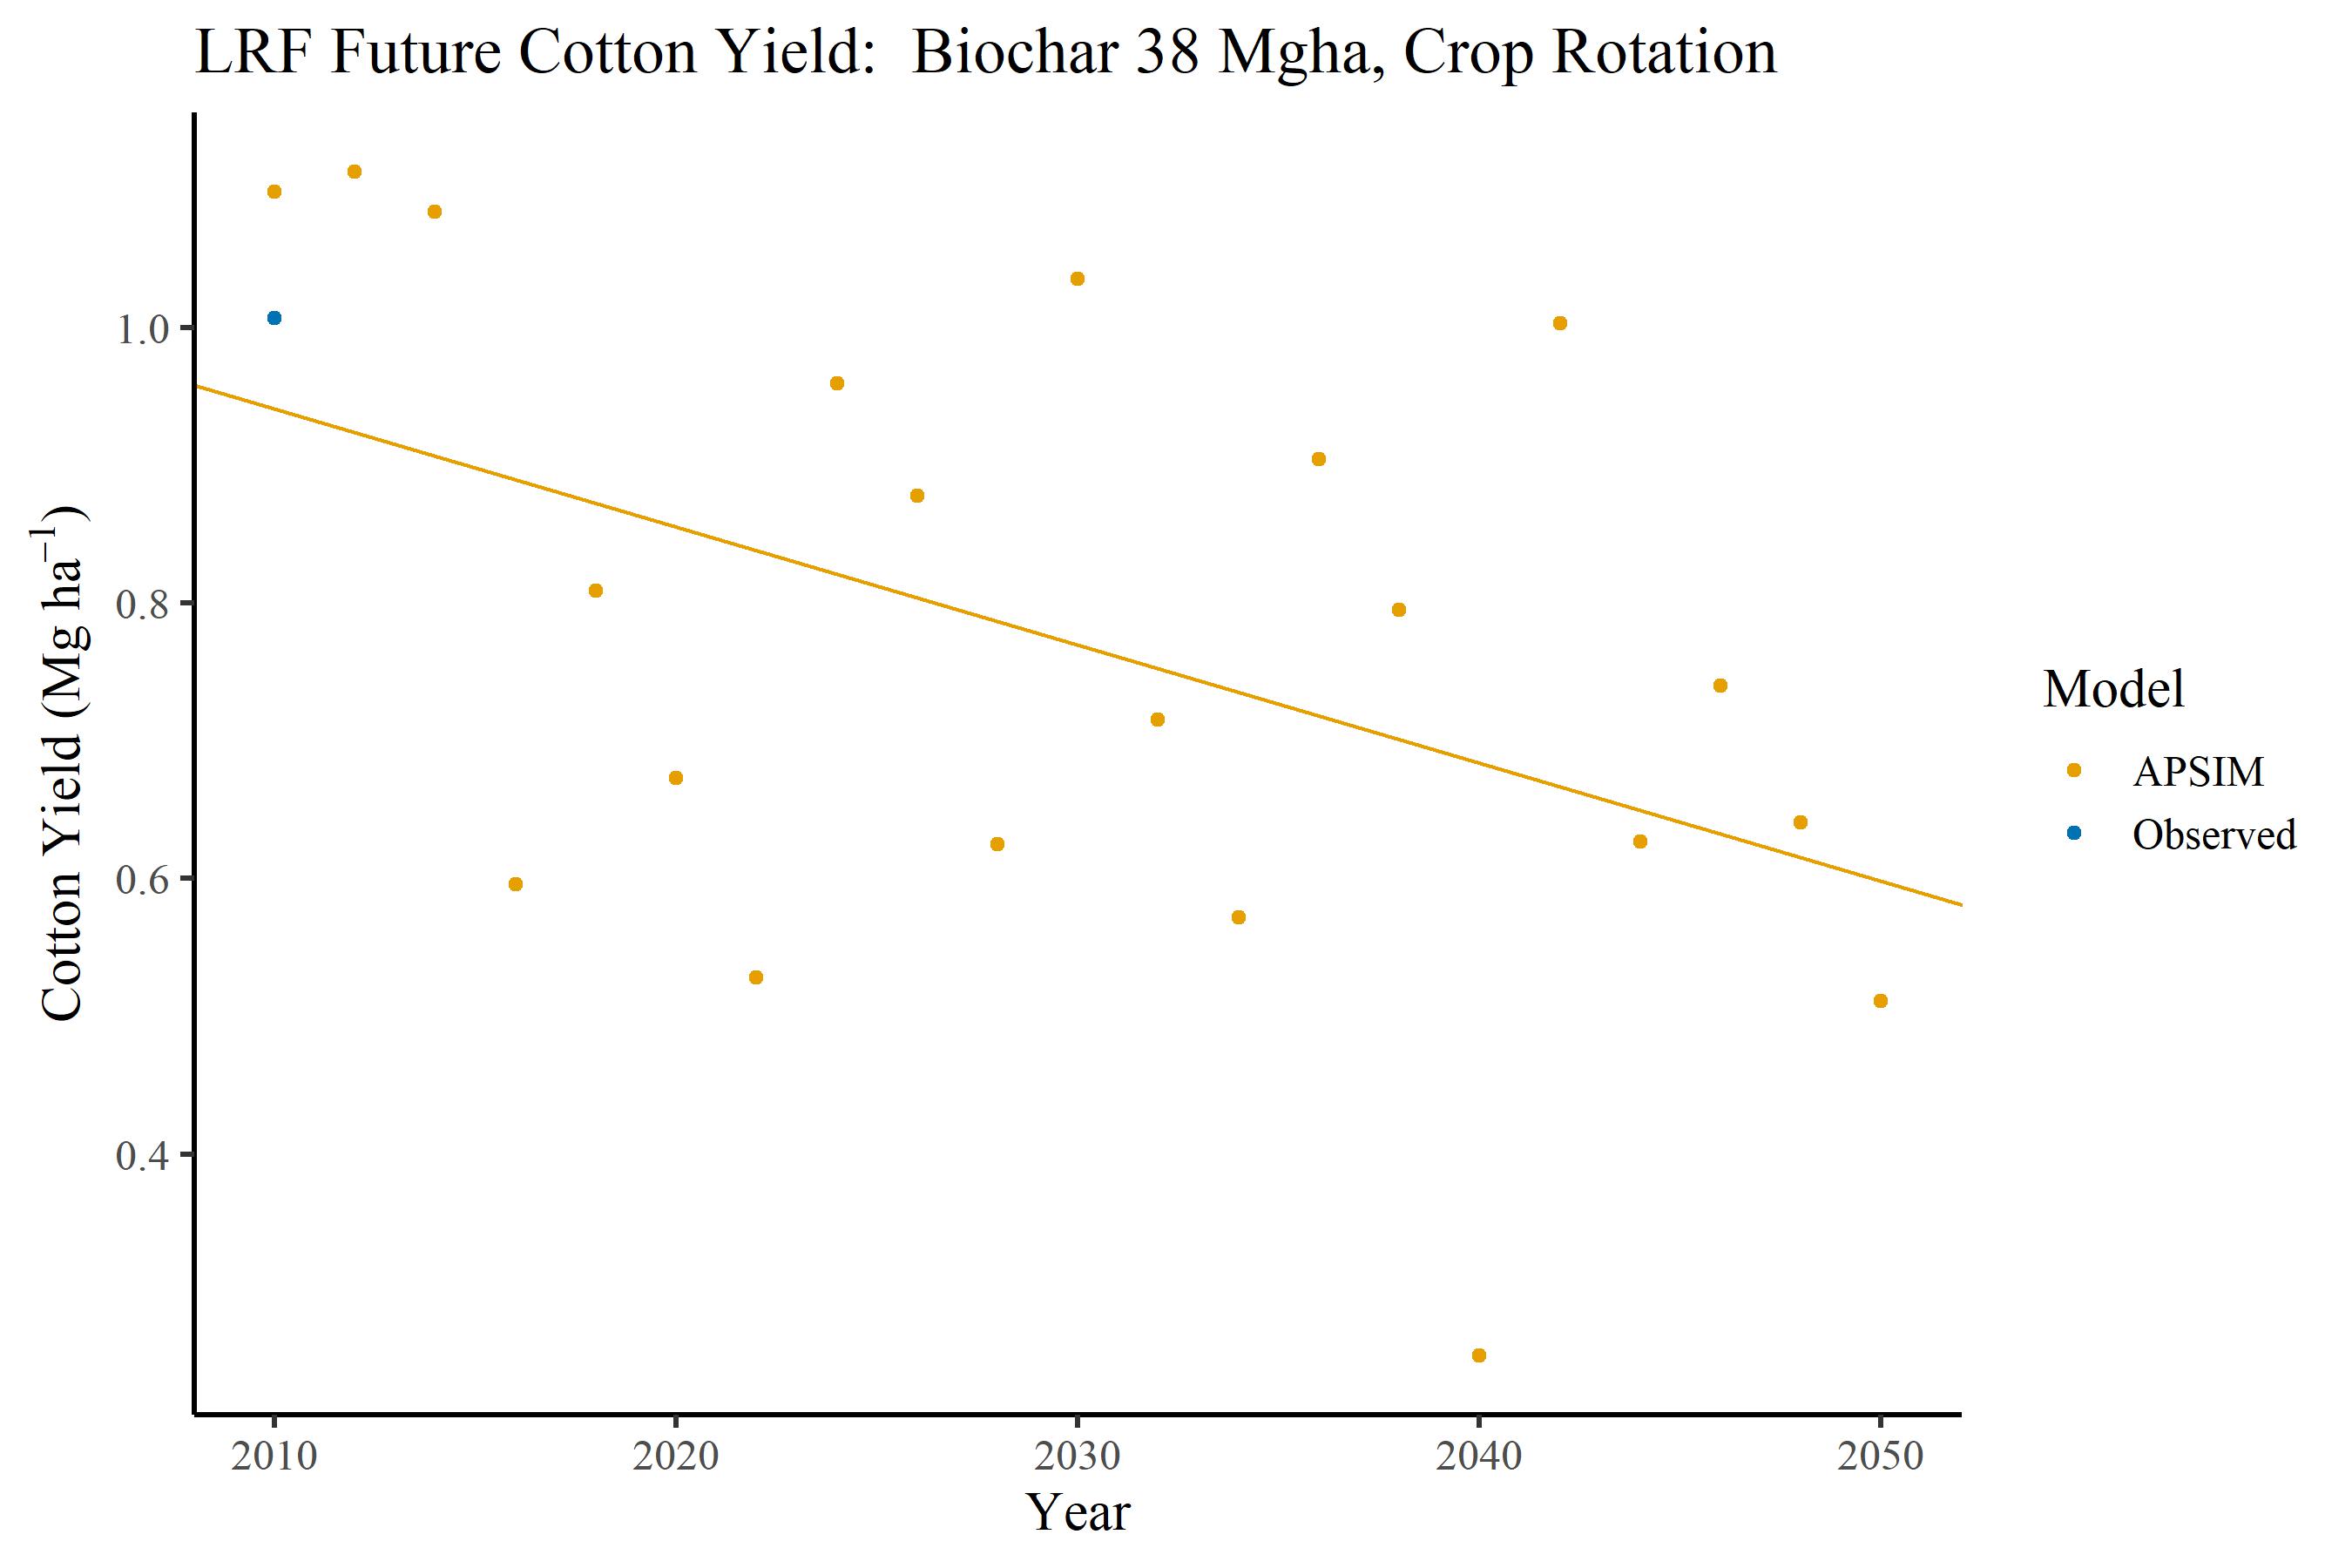 LRF Future Cotton Yield:  Biochar 38 Mgha, Crop Rotation
Cotton Yield (Mg ha⁻¹)
1.0
0.8
0.6
0.4
2010 2020 2030 2040 2050
Year
Model
APSIM
Observed